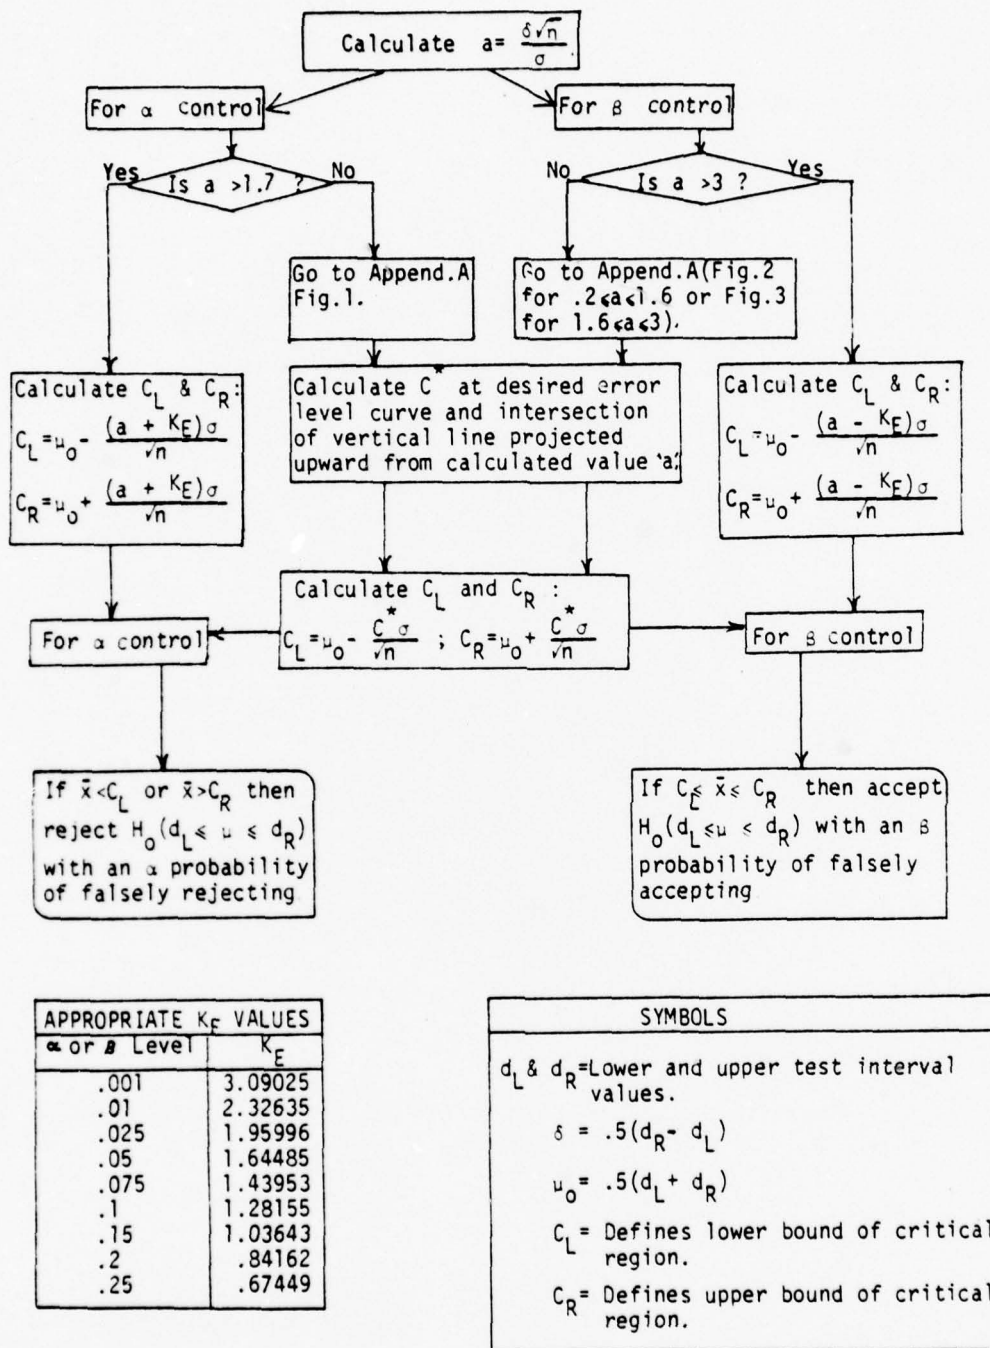 Calculate a= δ√n / σ
For α control
For β control
Yes
Is a >1.7 ?
No
No
Is a >3 ?
Yes
Go to Append.A
Fig.1.
Go to Append.A(Fig.2
for .2≤a≤1.6 or Fig.3
for 1.6≤a≤3).
Calculate C_L & C_R:
C_L=μ_o- (a + K_E)σ / √n
C_R=μ_o+ (a + K_E)σ / √n
Calculate C* at desired error
level curve and intersection
of vertical line projected
upward from calculated value 'a'.
Calculate C_L & C_R:
C_L=μ_o- (a - K_E)σ / √n
C_R=μ_o+ (a - K_E)σ / √n
Calculate C_L and C_R :
C_L=μ_o- C*σ / √n ; C_R=μ_o+ C*σ / √n
For α control
For β control
If x̄<C_L or x̄>C_R then
reject H_o(d_L ≤ μ ≤ d_R)
with an α probability
of falsely rejecting
If C_L≤ x̄ ≤ C_R then accept
H_o(d_L ≤μ ≤ d_R) with an β
probability of falsely
accepting
APPROPRIATE K_E VALUES
α or β Level K_E
.001 3.09025
.01 2.32635
.025 1.95996
.05 1.64485
.075 1.43953
.1 1.28155
.15 1.03643
.2 .84162
.25 .67449
SYMBOLS
d_L & d_R=Lower and upper test interval
values.
δ = .5(d_R- d_L)
μ_o= .5(d_L+ d_R)
C_L= Defines lower bound of critical
region.
C_R= Defines upper bound of critical
region.